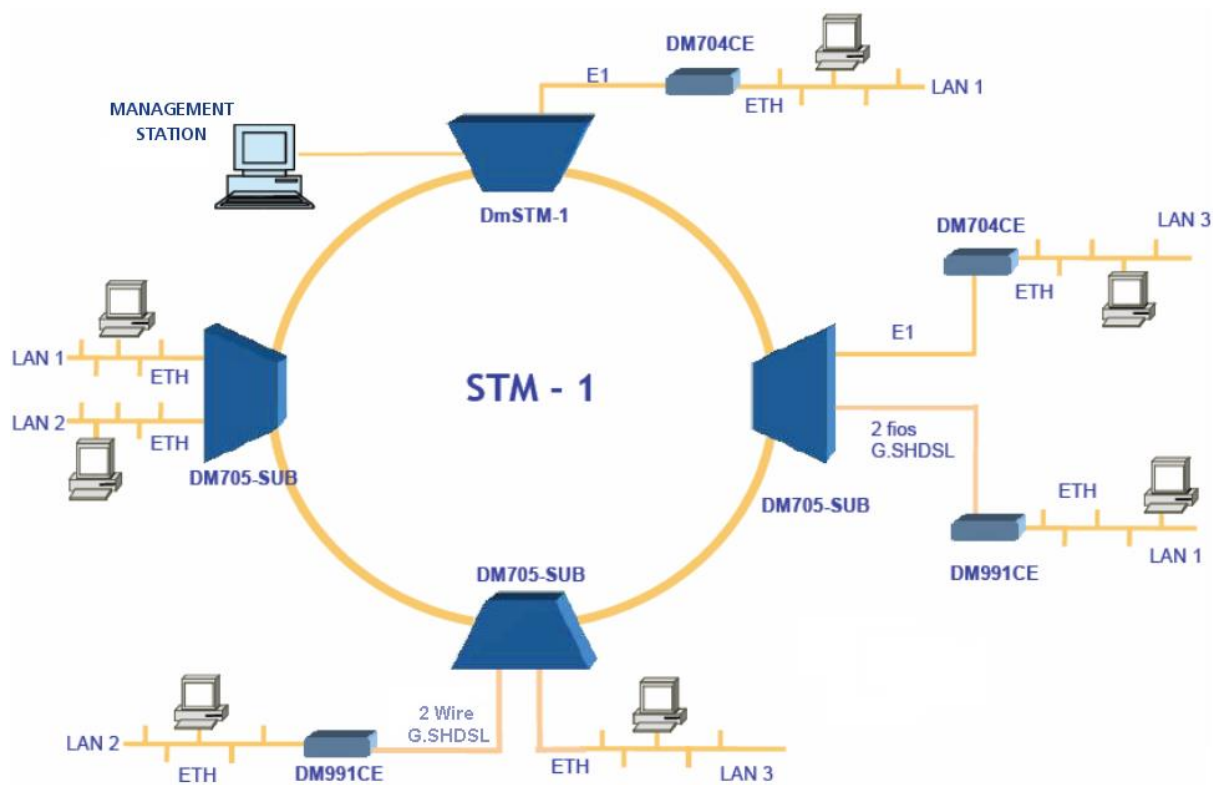 DM704CE
E1
ETH
LAN 1
MANAGEMENT
STATION
DmSTM-1
DM704CE
LAN 3
ETH
E1
LAN 1
ETH
LAN 2
ETH
DM705-SUB
STM - 1
2 fios
G.SHDSL
DM705-SUB
ETH
LAN 1
DM991CE
DM705-SUB
2 Wire
G.SHDSL
LAN 2
ETH
DM991CE
ETH
LAN 3